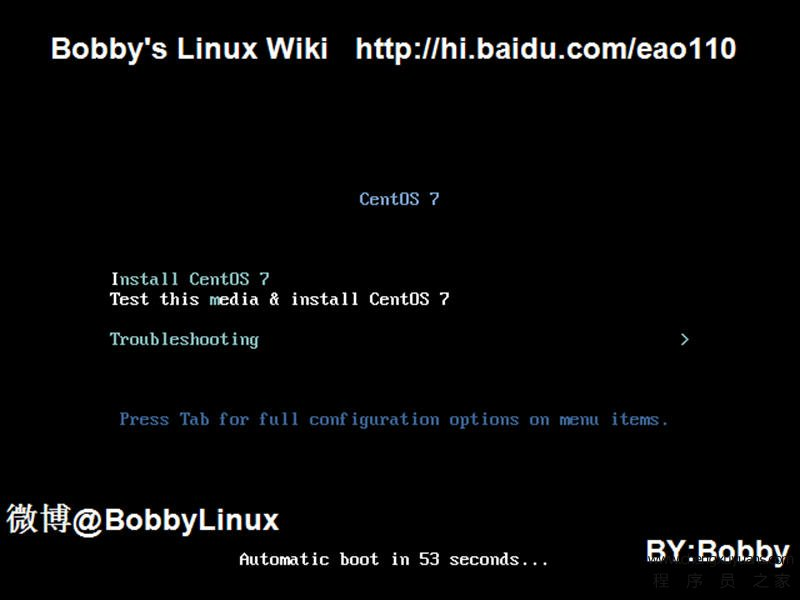 Bobby's Linux Wiki http://hi.baidu.com/eao110
CentOS 7
Install CentOS 7
Test this media & install CentOS 7
Troubleshooting >
Press Tab for full configuration options on menu items.
微博@BobbyLinux
Automatic boot in 53 seconds...
BY:Bobby
程序员之家